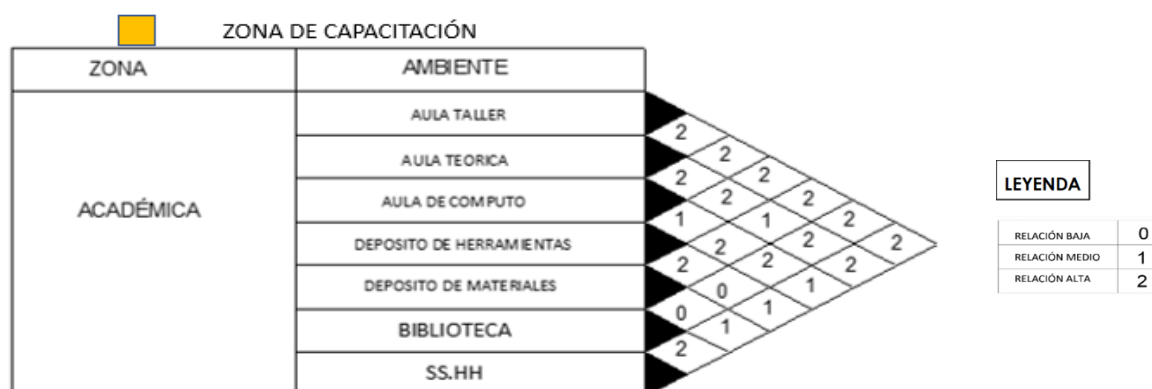 ZONA DE CAPACITACIÓN
ZONA
AMBIENTE
ACADÉMICA
AULA TALLER
AULA TEORICA
AULA DE COMPUTO
DEPOSITO DE HERRAMIENTAS
DEPOSITO DE MATERIALES
BIBLIOTECA
SS.HH
2
2
2
2
2
2
2
2
1
2
2
1
2
2
1
2
0
1
0
1
2
LEYENDA
RELACIÓN BAJA 0
RELACIÓN MEDIO 1
RELACIÓN ALTA 2